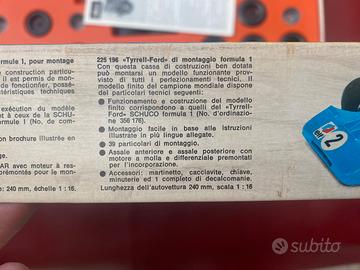 formula 1, pour montage
construction particu-
il est permis de mon-
de fonctionner, possé-
téristiques techniques
exécution du modèle
t à ceux de la SCHU-
rmule 1 (No. de com-
on brochure illustrée en
AR avec moteur à res-
prémontés pour le mon-
e: 240 mm, échelle 1 : 16.
225 196 «Tyrrell-Ford» di montaggio formula 1
Con questa cassa di costruzioni ben dotata
può montarsi un modello funzionante provvi-
sto di tutti i perfezionamenti tecnici. Il
modello finito del campione mondiale dispone
dei particolari tecnici seguenti:
Funzionamento e costruzione del modello
finito corrispondono a quelli del «Tyrrell-
Ford» SCHUCO formula 1 (No. d'ordinazio-
ne 356 176).
Montaggio facile in base alle istruzioni
illustrate in più lingue allegate.
39 particolari di montaggio.
Assale anteriore e assale posteriore con
motore a molla e differenziale premontati
per l'incorporazione.
Accessori: martinetto, cacciavite, chiave,
minuterie ed 1 completo di decalcomanie.
Lunghezza dell'autovettura 240 mm, scala 1 : 16.
elf
2
subito